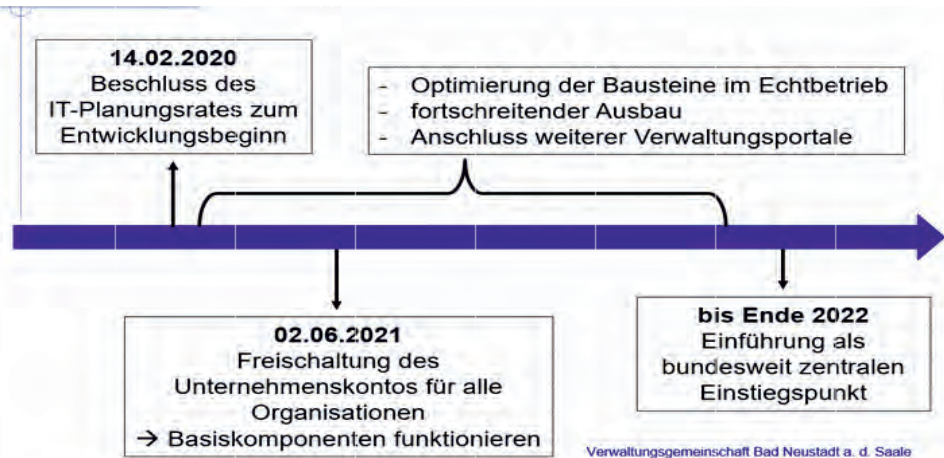 14.02.2020
Beschluss des
IT-Planungsrates zum
Entwicklungsbeginn
- Optimierung der Bausteine im Echtbetrieb
- fortschreitender Ausbau
- Anschluss weiterer Verwaltungsportale
02.06.2021
Freischaltung des
Unternehmenskontos für alle
Organisationen
→ Basiskomponenten funktionieren
bis Ende 2022
Einführung als
bundesweit zentralen
Einstiegspunkt
Verwaltungsgemeinschaft Bad Neustadt a. d. Saale